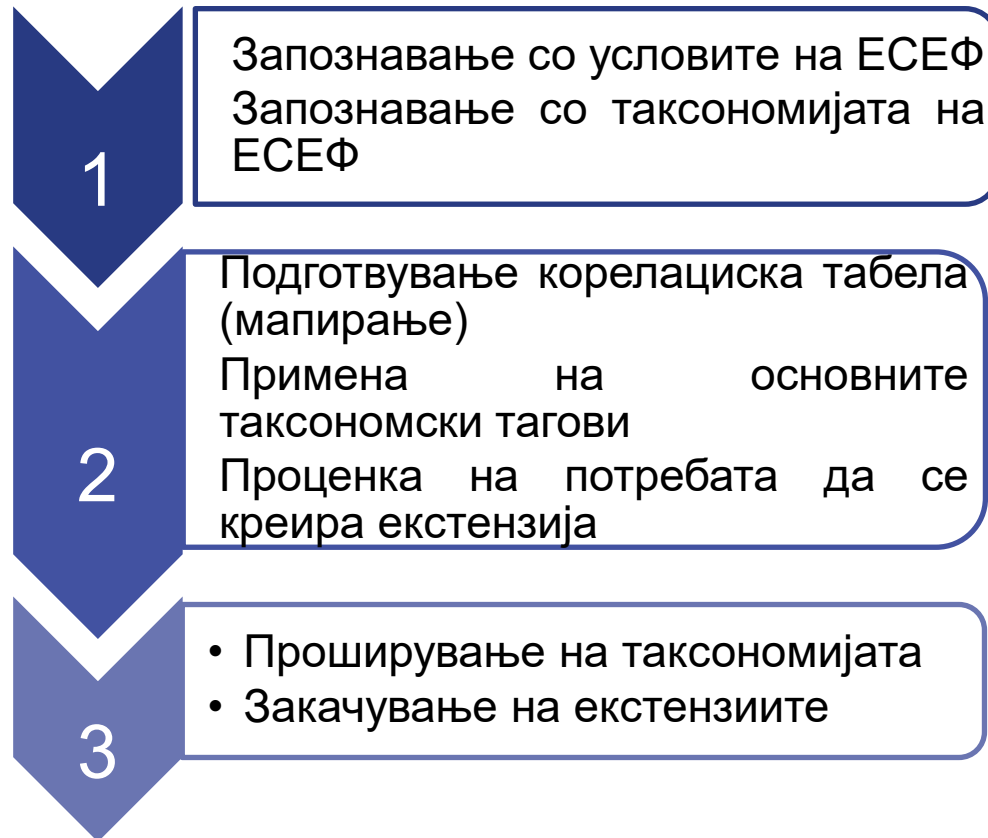 1
Запознавање со условите на ЕСЕФ
Запознавање со таксономијата на
ЕСЕФ
2
Подготвување корелациска табела
(мапирање)
Примена на основните
таксономски тагови
Проценка на потребата да се
креира екстензија
3
• Проширување на таксономијата
• Закачување на екстензиите